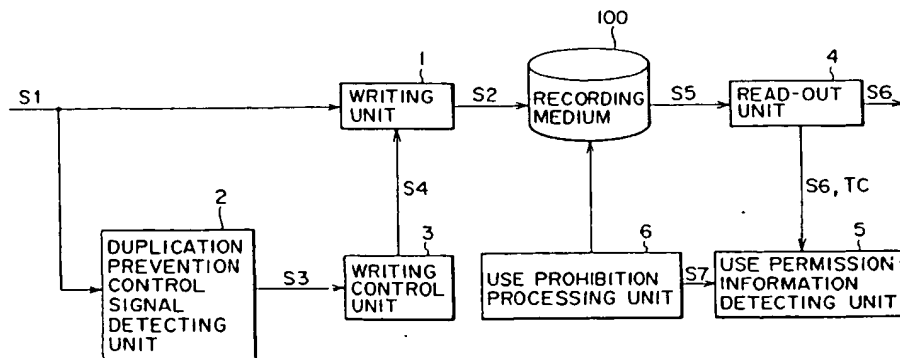 100
1
4
S1
WRITING
UNIT
S2
RECORDING
MEDIUM
S5
READ-OUT
UNIT
S6
S4
S6, TC
2
3
6
5
DUPLICATION
PREVENTION
CONTROL
SIGNAL
DETECTING
UNIT
S3
WRITING
CONTROL
UNIT
USE PROHIBITION
PROCESSING UNIT
S7
USE PERMISSION
INFORMATION
DETECTING UNIT